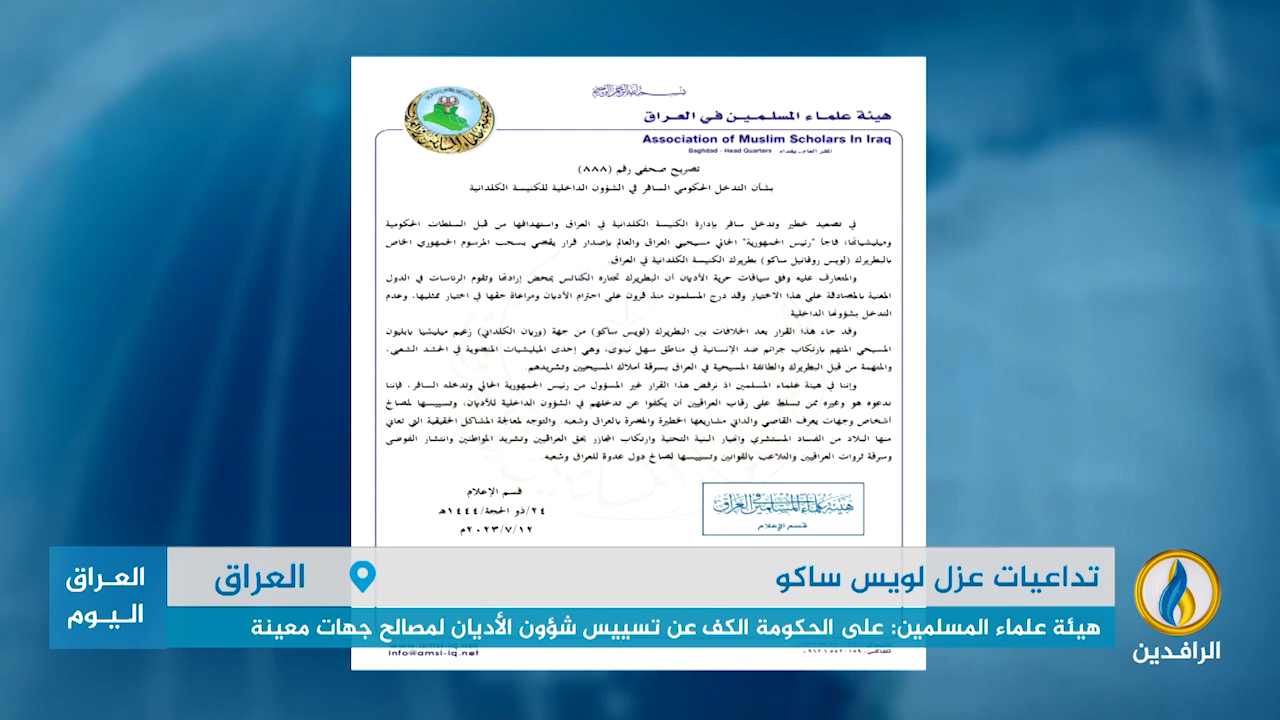 بسم الله الرحمن الرحيم
هيئة علماء المسلمين في العراق
Association of Muslim Scholars In Iraq
Baghdad - Head Quarters المقر العام - بغداد
تصريح صحفي رقم (٨٨٨)
بشأن التدخل الحكومي السافر في الشؤون الداخلية للكنيسة الكلدانية
في تصعيد خطير وتدخل سافر بإدارة الكنيسة الكلدانية في العراق واستهدافها من قبل السلطات الحكومية
وميليشياتها، فاجأ "رئيس الجمهورية" الحالي مسيحيي العراق والعالم بإصدار قرار يقضي بسحب المرسوم الجمهوري الخاص
بالبطريرك (لويس روفائيل ساكو) بطريرك الكنيسة الكلدانية في العراق.
والمتعارف عليه وفق سياقات حرية الأديان أن البطريرك تختاره الكنائس بمحض إرادتها وتقوم الرئاسات في الدول
المعنية بالمصادقة على هذا الاختيار وقد درج المسلمون منذ قرون على احترام الأديان ومراعاة حقها في اختيار ممثليها، وعدم
التدخل بشؤونها الداخلية.
وقد جاء هذا القرار بعد الخلافات بين البطريرك (لويس ساكو) من جهة (وريان الكلداني) زعيم ميليشيا بابليون
المسيحي المتهم بارتكاب جرائم ضد الإنسانية في مناطق سهل نينوى، وهي إحدى الميليشيات المنضوية في الحشد الشعبي،
والمتهمة من قبل البطريرك والطائفة المسيحية في العراق بسرقة أملاك المسيحيين وتشريدهم.
وإننا في هيئة علماء المسلمين اذ نرفض هذا القرار غير المسؤول من رئيس الجمهورية الحالي وتدخله السافر، فإننا
ندعوه هو وغيره ممن تسلط على رقاب العراقيين أن يكفوا عن تدخلهم في الشؤون الداخلية للأديان، وتسييسها لمصالح
أشخاص وجهات يعرف القاصي والداني مشاريعها الخطيرة والمضرة بالعراق وشعبه، والتوجه لمعالجة المشاكل الحقيقية التي تعاني
منها البلاد من الفساد المستشري وانهيار البنية التحتية وارتكاب المجازر بحق العراقيين وتشريد المواطنين وانتشار الفوضى
وسرقة ثروات العراقيين والتلاعب بالقوانين وتسييسها لصالح دول عدوة للعراق وشعبه.
قسم الإعلام
٢٤/ذو الحجة/١٤٤٤هـ
٢٠٢٣/٧/١٢م
هيئة علماء المسلمين في العراق
قسم الإعلام
تداعيات عزل لويس ساكو
العراق
العراق
اليوم
هيئة علماء المسلمين: على الحكومة الكف عن تسييس شؤون الأديان لمصالح جهات معينة
الرافدين
info@amsi-iq.net